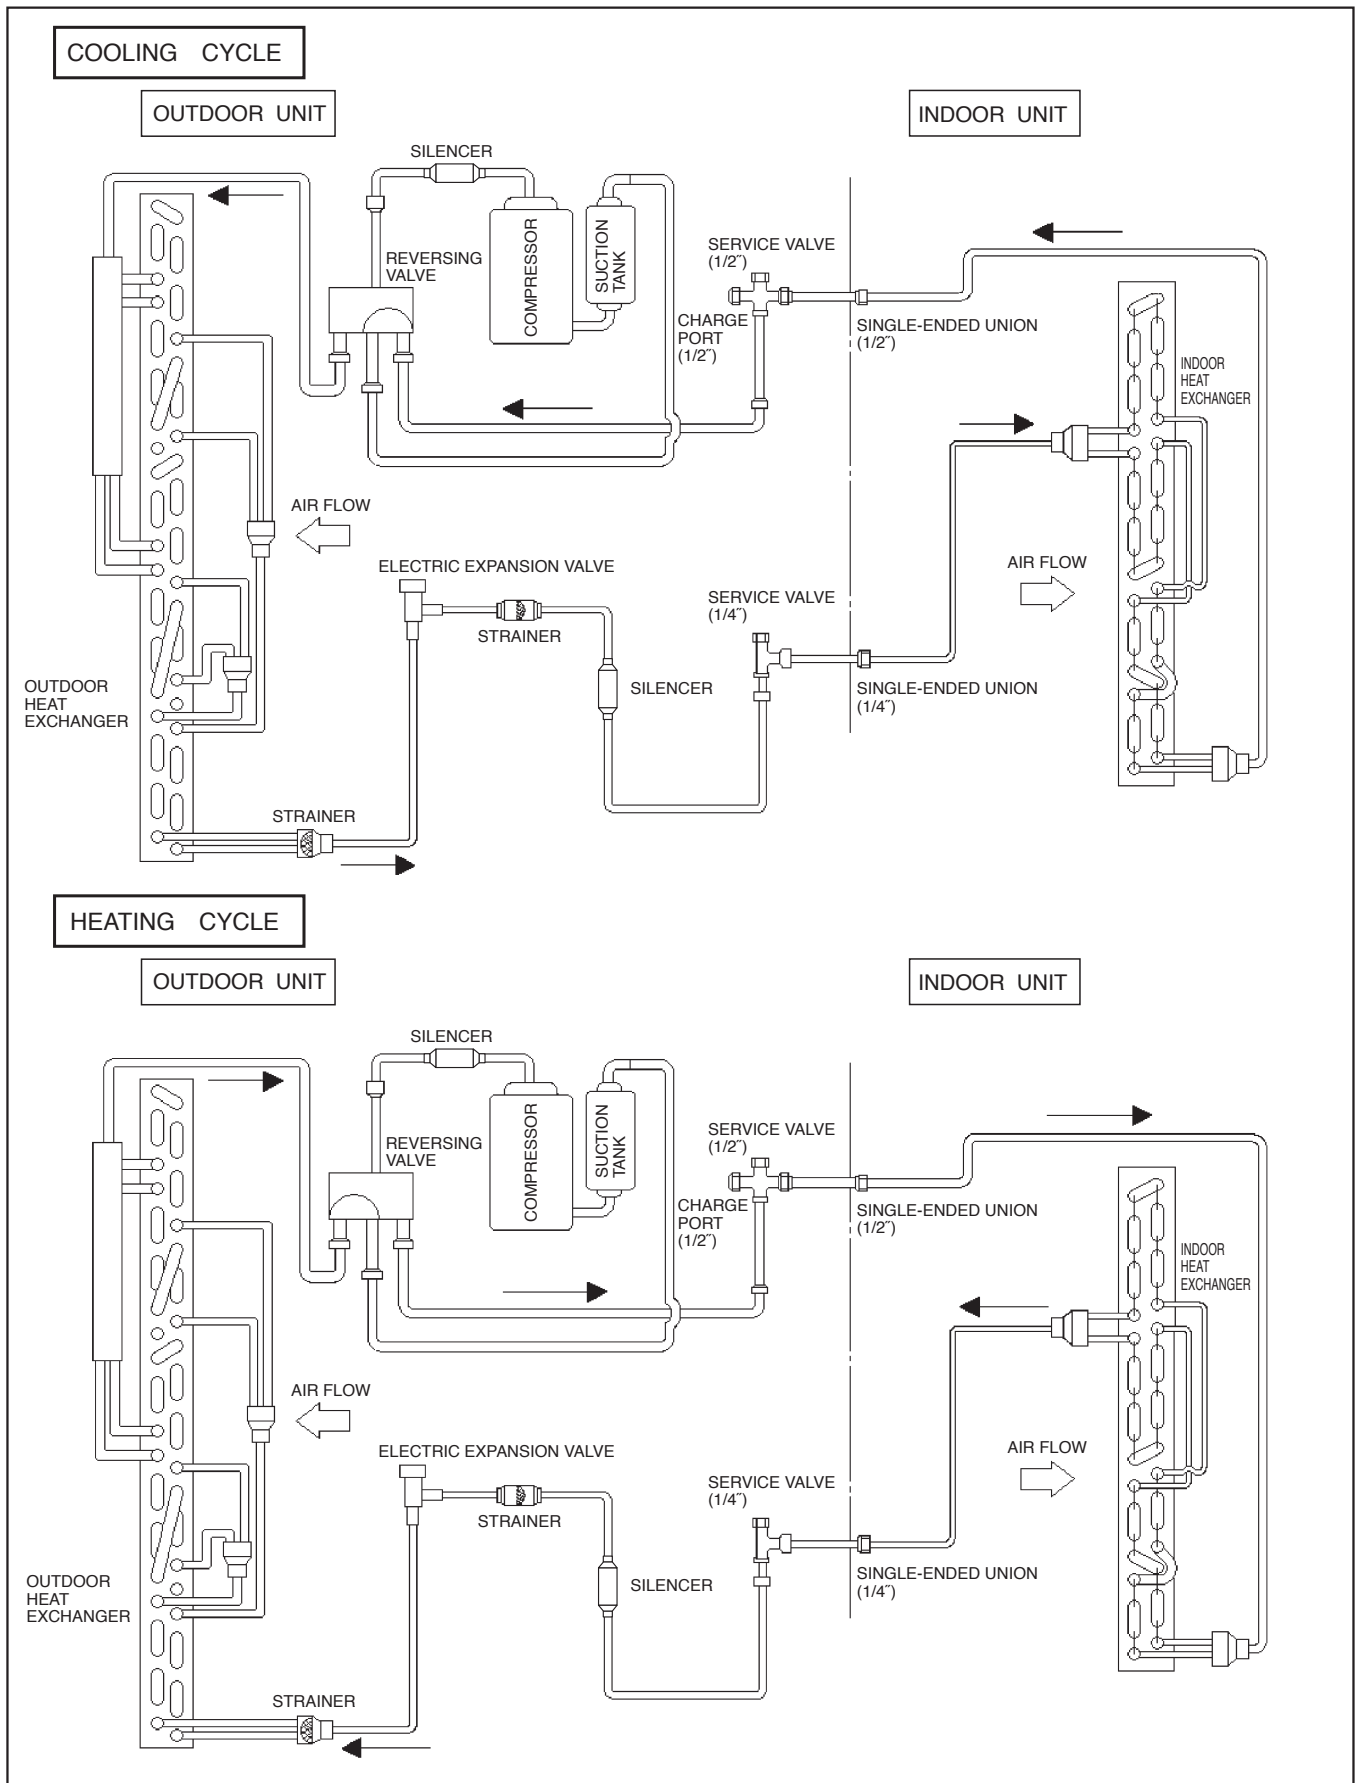 COOLING CYCLE
OUTDOOR UNIT
INDOOR UNIT
SILENCER
REVERSING
VALVE
COMPRESSOR
SUCTION
TANK
SERVICE VALVE
(1/2″)
CHARGE
PORT
(1/2″)
SINGLE-ENDED UNION
(1/2″)
INDOOR
HEAT
EXCHANGER
AIR FLOW
ELECTRIC EXPANSION VALVE
STRAINER
SILENCER
SERVICE VALVE
(1/4″)
AIR FLOW
SINGLE-ENDED UNION
(1/4″)
OUTDOOR
HEAT
EXCHANGER
STRAINER
HEATING CYCLE
OUTDOOR UNIT
INDOOR UNIT
SILENCER
REVERSING
VALVE
COMPRESSOR
SUCTION
TANK
SERVICE VALVE
(1/2″)
CHARGE
PORT
(1/2″)
SINGLE-ENDED UNION
(1/2″)
INDOOR
HEAT
EXCHANGER
AIR FLOW
ELECTRIC EXPANSION VALVE
STRAINER
SILENCER
SERVICE VALVE
(1/4″)
AIR FLOW
SINGLE-ENDED UNION
(1/4″)
OUTDOOR
HEAT
EXCHANGER
STRAINER